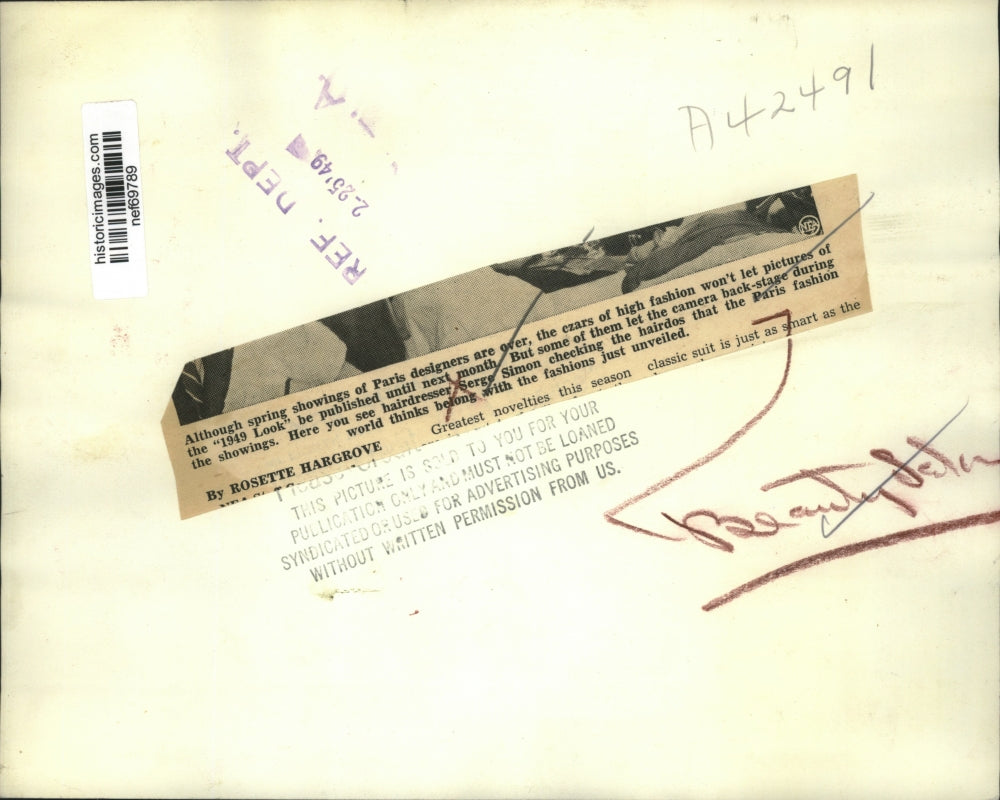 A42491
historicimages.com
nef69789
REF. DEPT.
2-25'49
NEA
Although spring showings of Paris designers are over, the czars of high fashion won't let pictures of
the "1949 Look" be published until next month. But some of them let the camera back-stage during
the showings. Here you see hairdresser Serge Simon checking the hairdos that the Paris fashion
world thinks belong with the fashions just unveiled.
By ROSETTE HARGROVE
Greatest novelties this season
classic suit is just as smart as the
THIS PICTURE IS SOLD TO YOU FOR YOUR
PULLICATION ONLY AND MUST NOT BE LOANED
SYNDICATED OR USED FOR ADVERTISING PURPOSES
WITHOUT WRITTEN PERMISSION FROM US.
Beauty